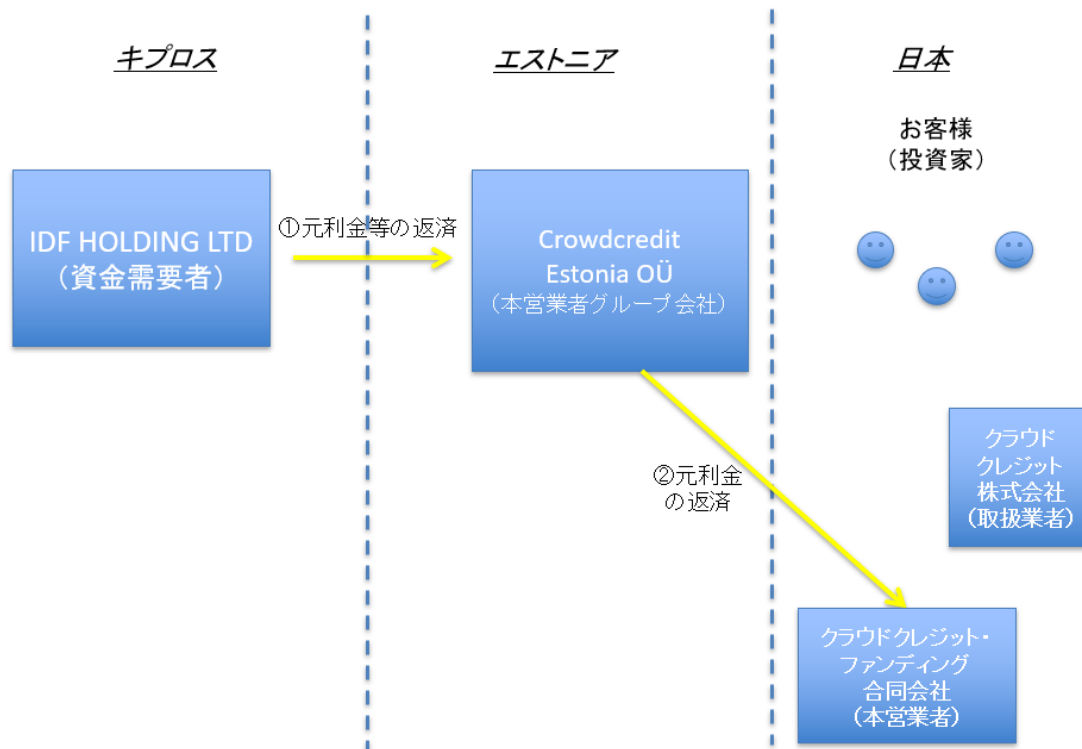 キプロス
エストニア
日本
お客様
（投資家）
IDF HOLDING LTD
（資金需要者）
①元利金等の返済
Crowdcredit
Estonia OÜ
（本営業者グループ会社）
クラウド
クレジット
株式会社
（取扱業者）
②元利金
の返済
クラウドクレジット・
ファンディング
合同会社
（本営業者）